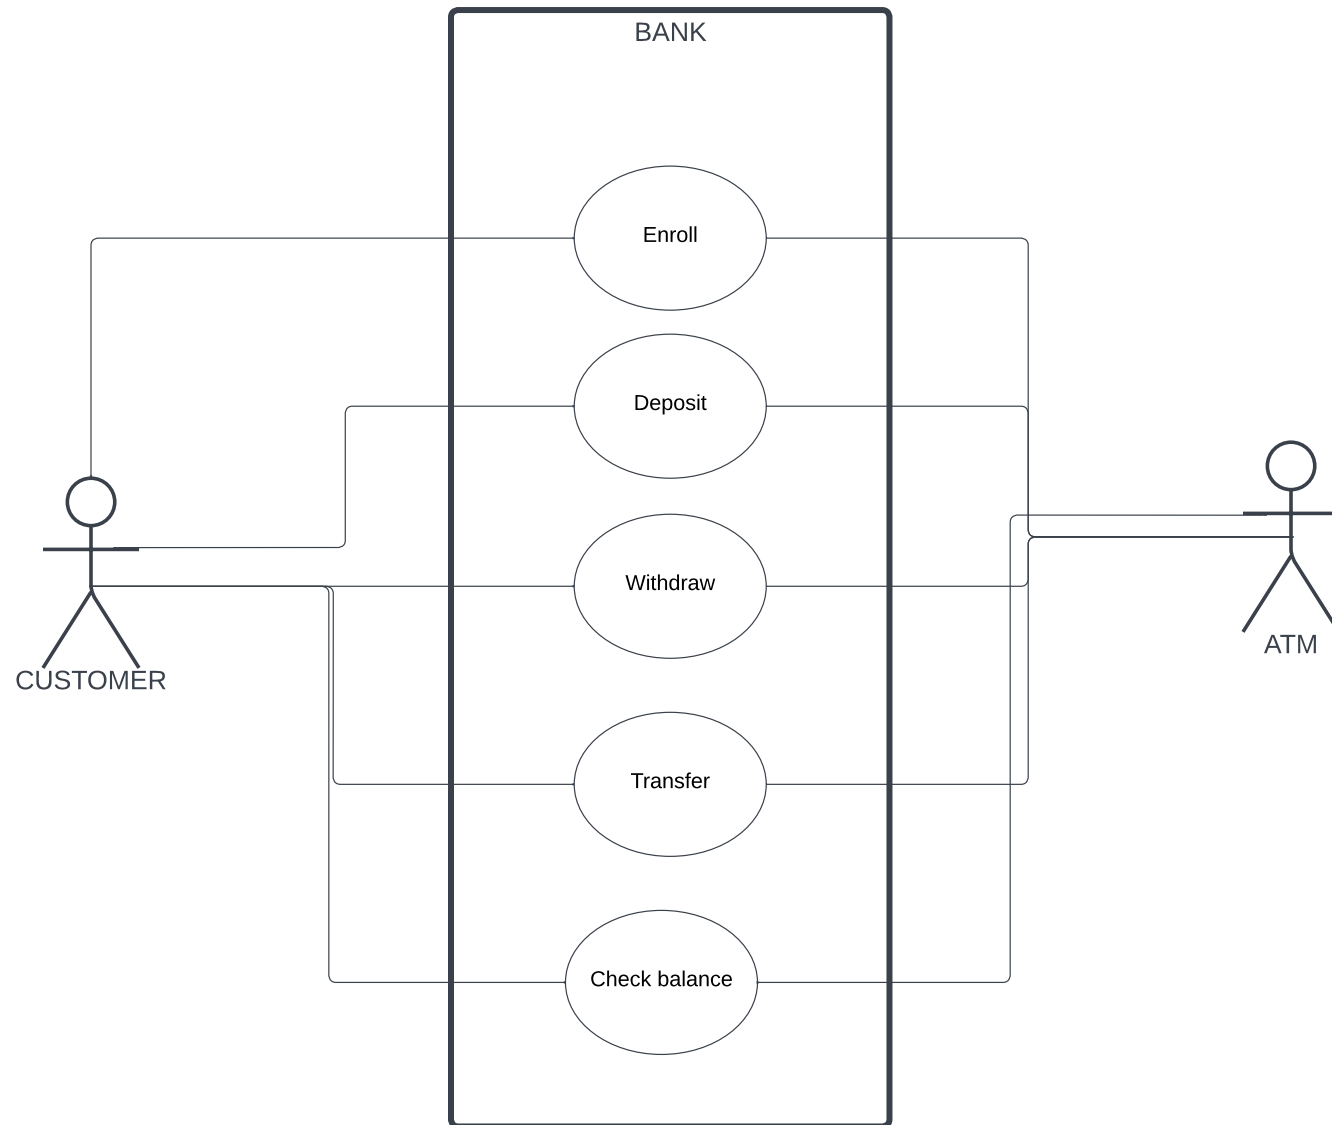 BANK
Enroll
Deposit
Withdraw
ATM
CUSTOMER
Transfer
Check balance